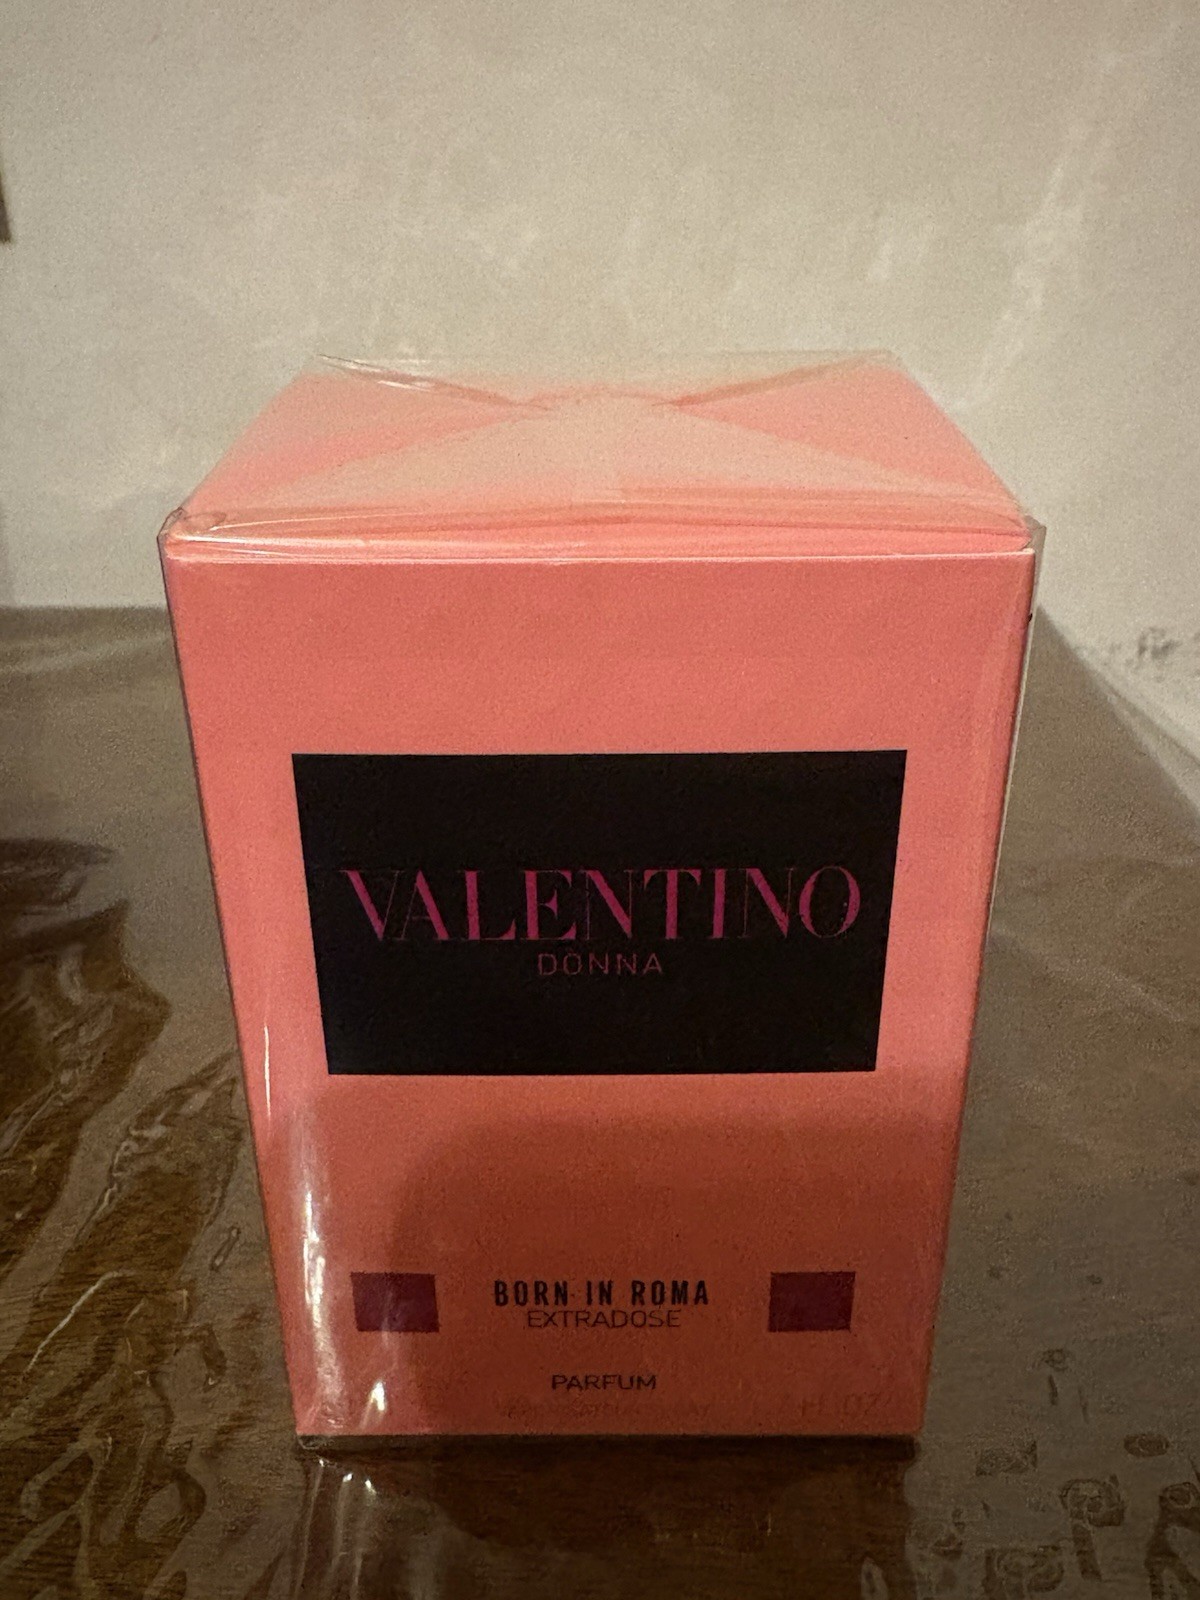 VALENTINO
DONNA
BORN IN ROMA
EXTRADOSE
PARFUM